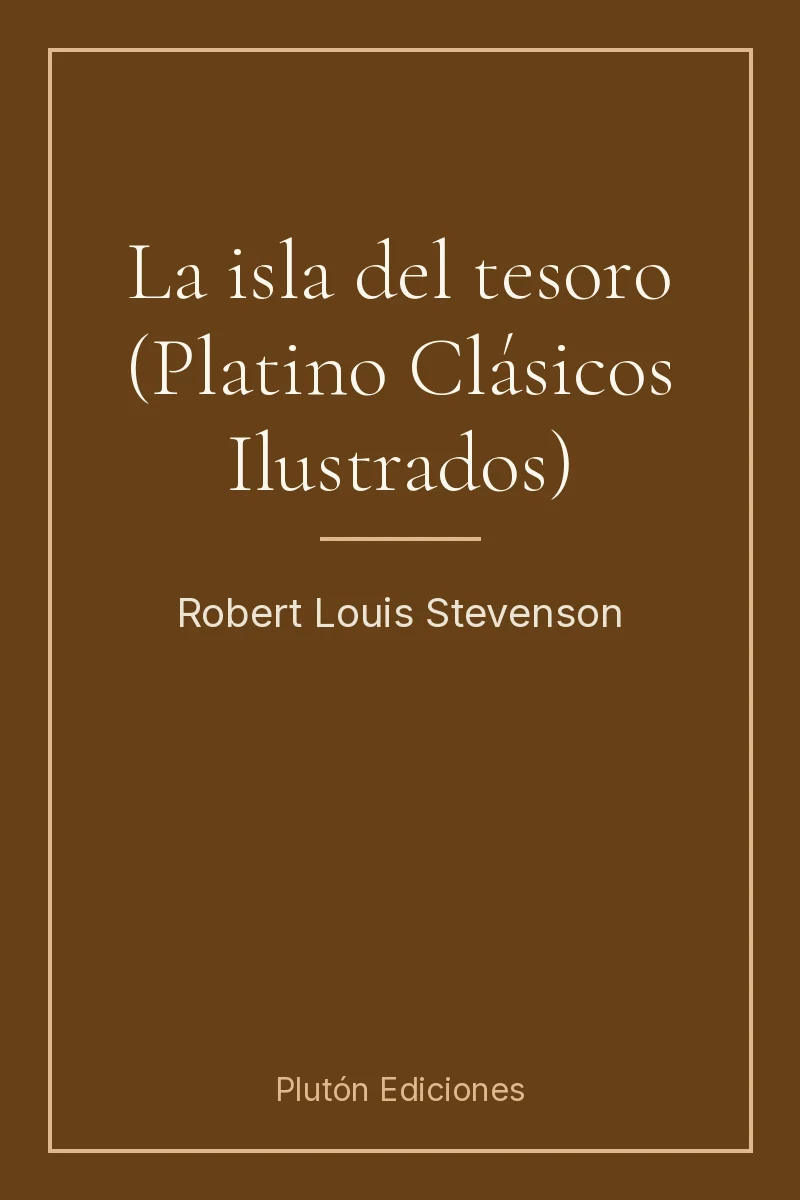 La isla del tesoro
(Platino Clásicos
Ilustrados)
Robert Louis Stevenson
Plutón Ediciones